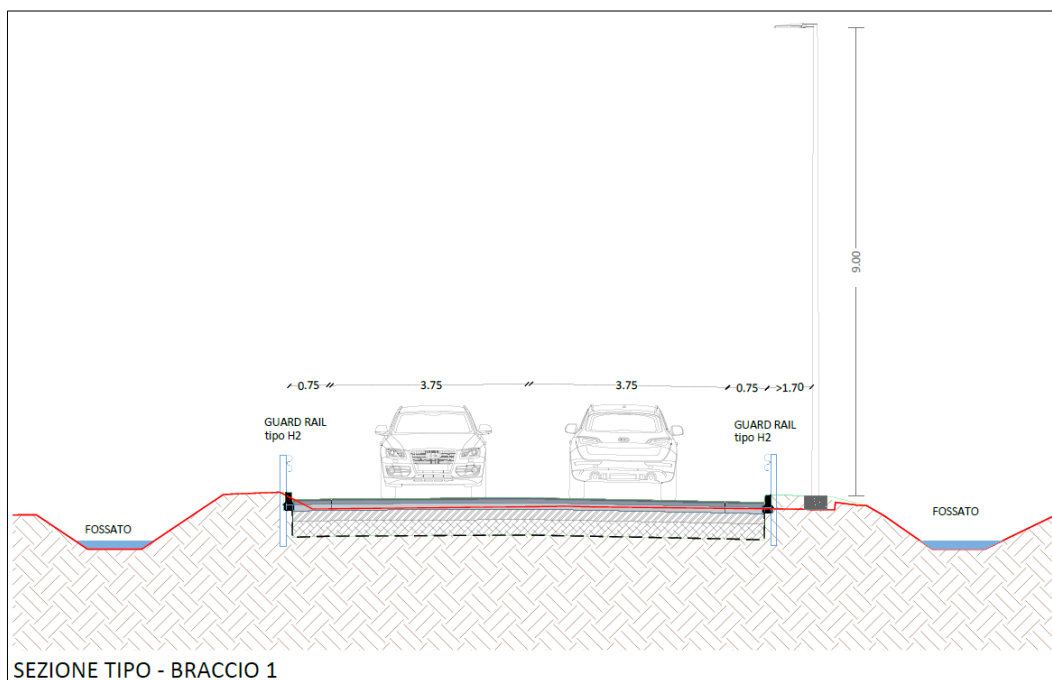 9.00
0.75
3.75
3.75
0.75
>1.70
GUARD RAIL
tipo H2
GUARD RAIL
tipo H2
FOSSATO
FOSSATO
SEZIONE TIPO - BRACCIO 1